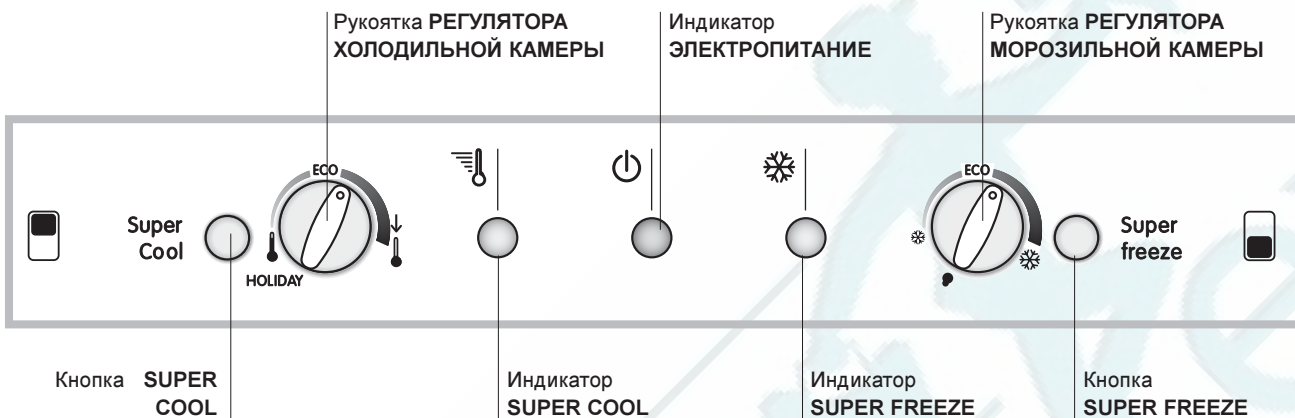 Рукоятка РЕГУЛЯТОРА
ХОЛОДИЛЬНОЙ КАМЕРЫ
Индикатор
ЭЛЕКТРОПИТАНИЕ
Рукоятка РЕГУЛЯТОРА
МОРОЗИЛЬНОЙ КАМЕРЫ
Super
Cool
ECO
HOLIDAY
ECO
Super
freeze
Кнопка SUPER
COOL
Индикатор
SUPER COOL
Индикатор
SUPER FREEZE
Кнопка
SUPER FREEZE